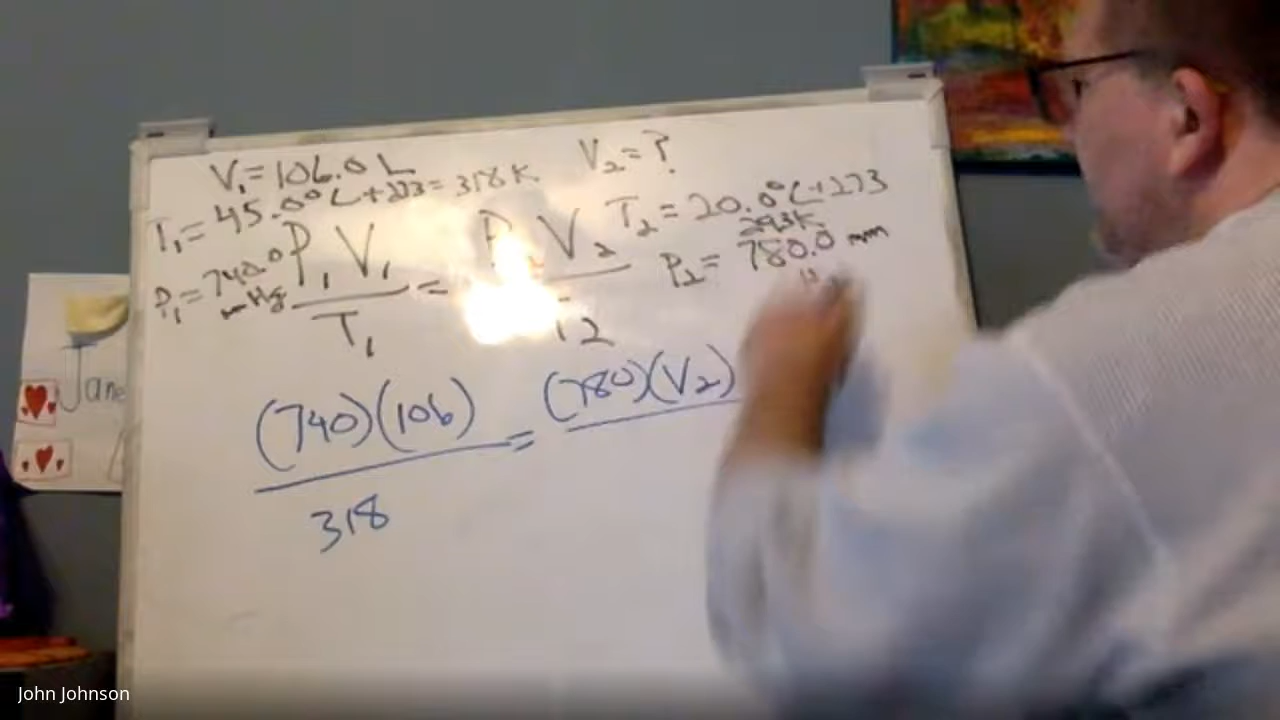 V₁= 106.0 L
V₂= ?
T₁= 45.0°C+273= 318 K
T₂= 20.0°C+273
293K
P₁= 740.0
mmHg
P₂= 780.0 mm
P₁V₁ = P V₂
T₁ T₂
(740)(106) = (780)(V₂)
318
Jane
John Johnson